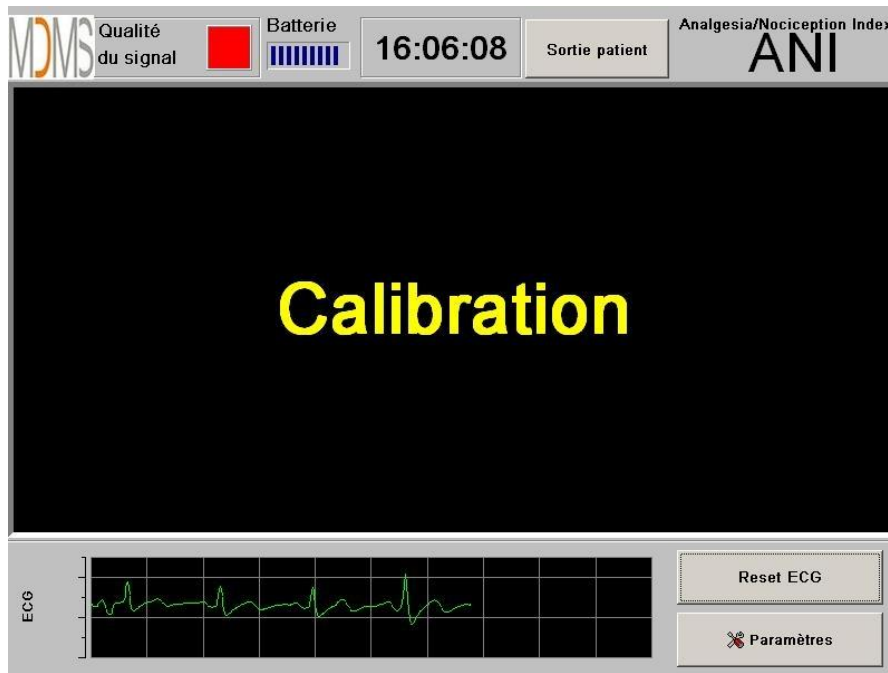 MDMS
Qualité
du signal
Batterie
16:06:08
Sortie patient
Analgesia/Nociception Index
ANI
Calibration
ECG
Reset ECG
Paramètres